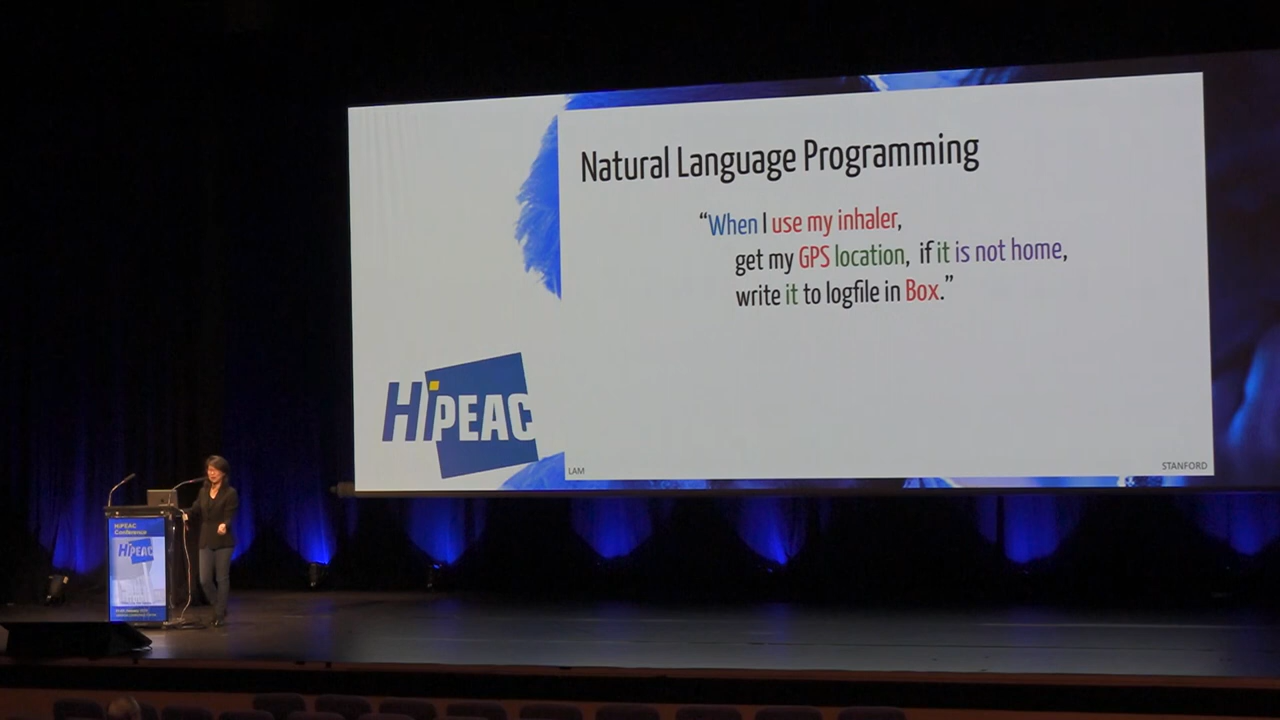 Natural Language Programming
“When I use my inhaler,
get my GPS location, if it is not home,
write it to logfile in Box.”
HiPEAC
LAM
STANFORD
HiPEAC
Conference
HiPEAC